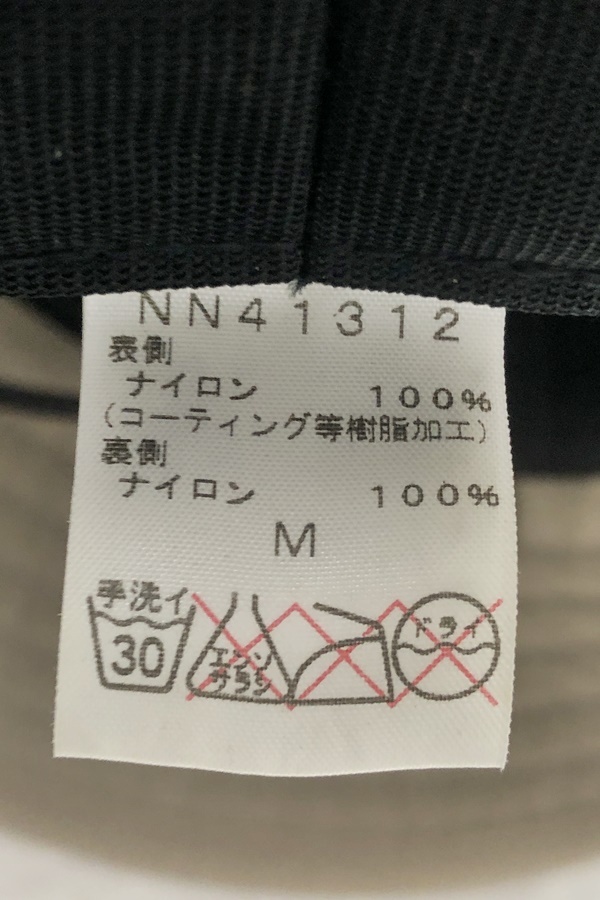 NN41312
表側
ナイロン 100%
(コーティング等樹脂加工)
裏側
ナイロン 100%
M
手洗イ
30
エンソ
サラシ
ドライ